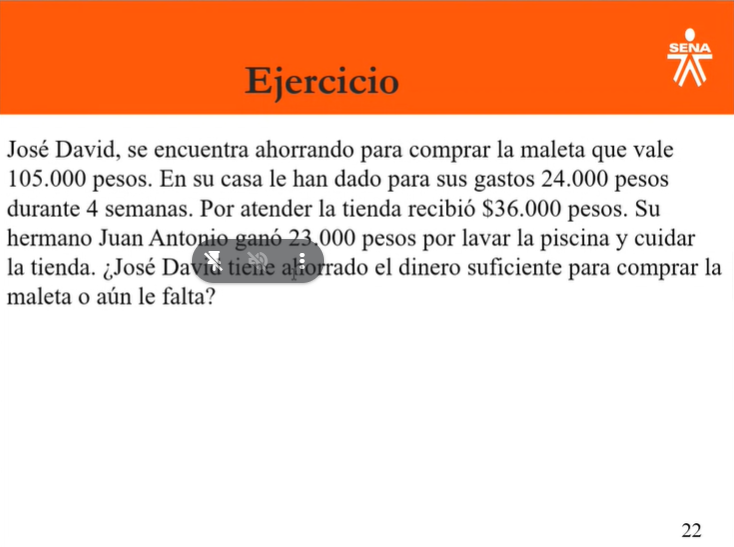 SENA
Ejercicio
José David, se encuentra ahorrando para comprar la maleta que vale
105.000 pesos. En su casa le han dado para sus gastos 24.000 pesos
durante 4 semanas. Por atender la tienda recibió $36.000 pesos. Su
hermano Juan Antonio ganó 23.000 pesos por lavar la piscina y cuidar
la tienda. ¿José David tiene ahorrado el dinero suficiente para comprar la
maleta o aún le falta?
22